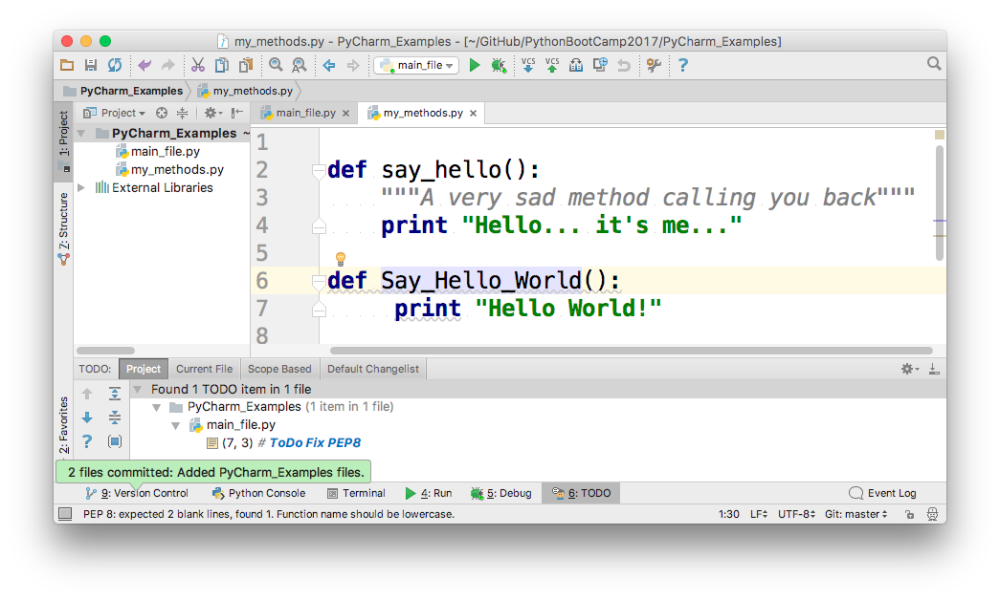 my_methods.py - PyCharm_Examples - [~/GitHub/PythonBootCamp2017/PyCharm_Examples]
VCS VCS
main_file
?
PyCharm_Examples my_methods.py
Project
main_file.py
my_methods.py
1: Project
PyCharm_Examples ~
main_file.py
my_methods.py
External Libraries
Z: Structure
2: Favorites
1
2 def say_hello():
3 """A very sad method calling you back"""
4 print "Hello... it's me..."
5
6 def Say_Hello_World():
7 print "Hello World!"
8
TODO: Project Current File Scope Based Default Changelist
Found 1 TODO item in 1 file
PyCharm_Examples (1 item in 1 file)
main_file.py
(7, 3) # ToDo Fix PEP8
?
2 files committed: Added PyCharm_Examples files.
9: Version Control Python Console Terminal 4: Run 5: Debug 6: TODO Event Log
PEP 8: expected 2 blank lines, found 1. Function name should be lowercase. 1:30 LF UTF-8 Git: master